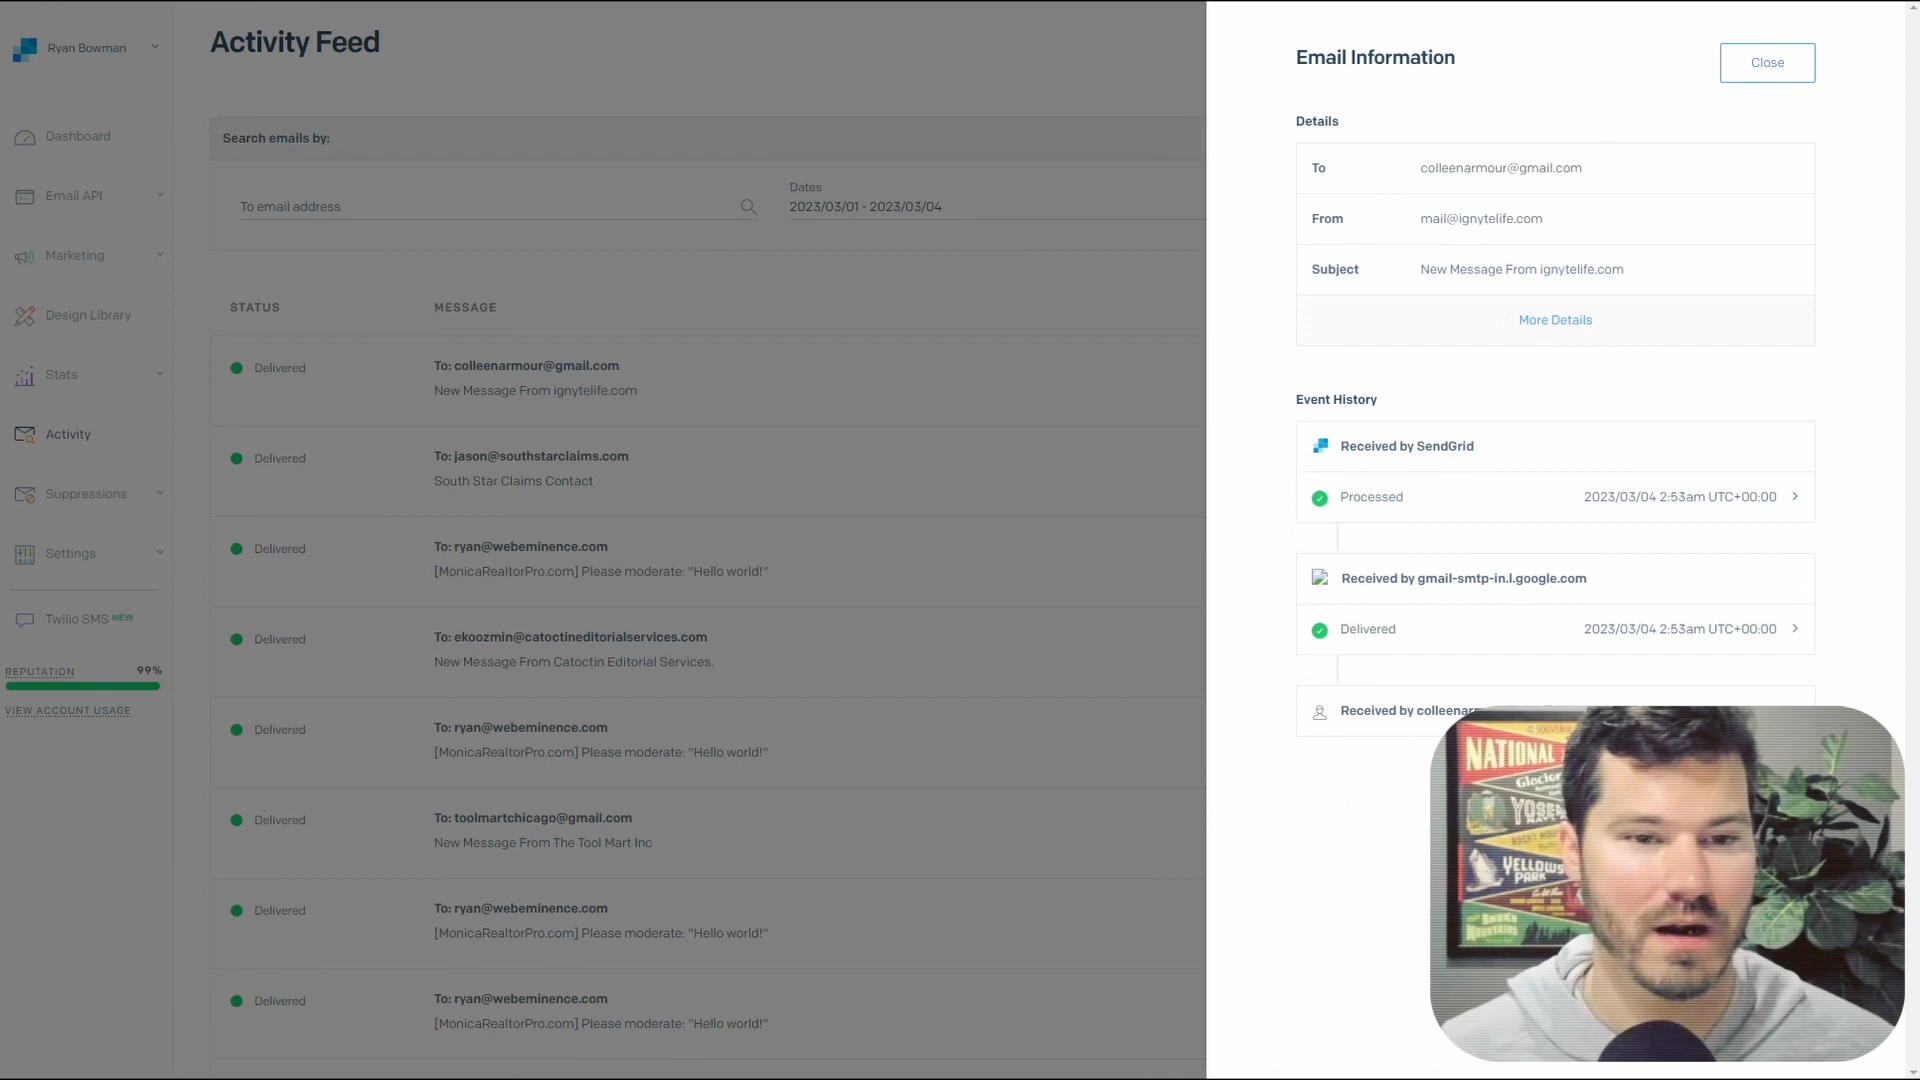 Ryan Bowman
Dashboard
Email API
Marketing
Design Library
Stats
Activity
Suppressions
Settings
Twilio SMS NEW
REPUTATION 99%
VIEW ACCOUNT USAGE
Activity Feed
Search emails by:
To email address
Dates
2023/03/01 - 2023/03/04
STATUS MESSAGE
Delivered To: colleenarmour@gmail.com
New Message From ignytelife.com
Delivered To: jason@southstarclaims.com
South Star Claims Contact
Delivered To: ryan@webeminence.com
[MonicaRealtorPro.com] Please moderate: "Hello world!"
Delivered To: ekoozmin@catoctineditorialservices.com
New Message From Catoctin Editorial Services.
Delivered To: ryan@webeminence.com
[MonicaRealtorPro.com] Please moderate: "Hello world!"
Delivered To: toolmartchicago@gmail.com
New Message From The Tool Mart Inc
Delivered To: ryan@webeminence.com
[MonicaRealtorPro.com] Please moderate: "Hello world!"
Delivered To: ryan@webeminence.com
[MonicaRealtorPro.com] Please moderate: "Hello world!"
Email Information
Close
Details
To colleenarmour@gmail.com
From mail@ignytelife.com
Subject New Message From ignytelife.com
More Details
Event History
Received by SendGrid
Processed 2023/03/04 2:53am UTC+00:00
Received by gmail-smtp-in.l.google.com
Delivered 2023/03/04 2:53am UTC+00:00
Received by
NATIONAL
Glacier
YOSE
YELLOWS
PARK
SMOKY
MOUNTAINS